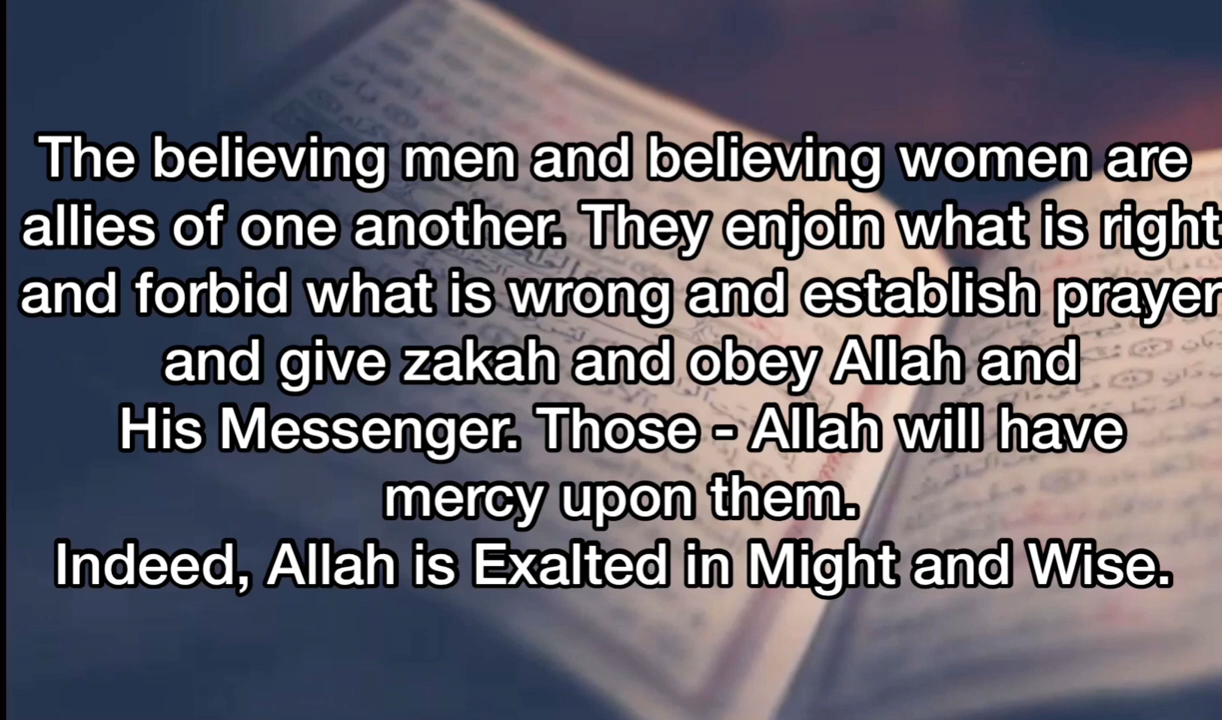 The believing men and believing women are
allies of one another. They enjoin what is right
and forbid what is wrong and establish prayer
and give zakah and obey Allah and
His Messenger. Those - Allah will have
mercy upon them.
Indeed, Allah is Exalted in Might and Wise.